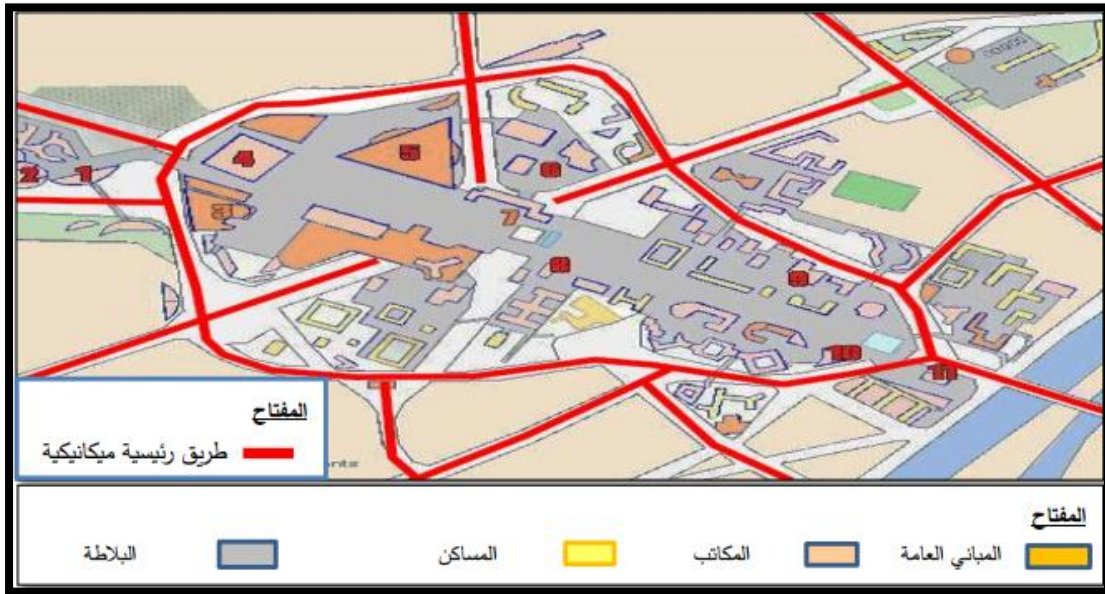 4
5
6
2
1
3
7
8
9
10
11
المفتاح
طريق رئيسية ميكانيكية
المفتاح
المباني العامة
المكاتب
المساكن
البلاطة